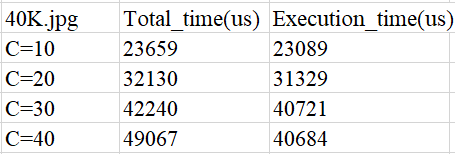 40K.jpg Total_time(us) Execution_time(us)
C=10 23659 23089
C=20 32130 31329
C=30 42240 40721
C=40 49067 40684